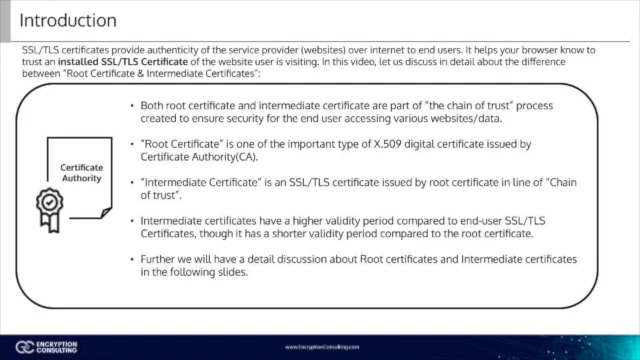 Introduction
SSL/TLS certificates provide authenticity of the service provider (websites) over internet to end users. It helps your browser know to
trust an installed SSL/TLS Certificate of the website user is visiting. In this video, let us discuss in detail about the difference
between "Root Certificate & Intermediate Certificates":
Certificate
Authority
• Both root certificate and intermediate certificate are part of "the chain of trust" process
created to ensure security for the end user accessing various websites/data.
• "Root Certificate" is one of the important type of X.509 digital certificate issued by
Certificate Authority(CA).
• "Intermediate Certificate" is an SSL/TLS certificate issued by root certificate in line of "Chain
of trust".
• Intermediate certificates have a higher validity period compared to end-user SSL/TLS
Certificates, though it has a shorter validity period compared to the root certificate.
• Further we will have a detail discussion about Root certificates and Intermediate certificates
in the following slides.
ENCRYPTION
CONSULTING
www.EncryptionConsulting.com